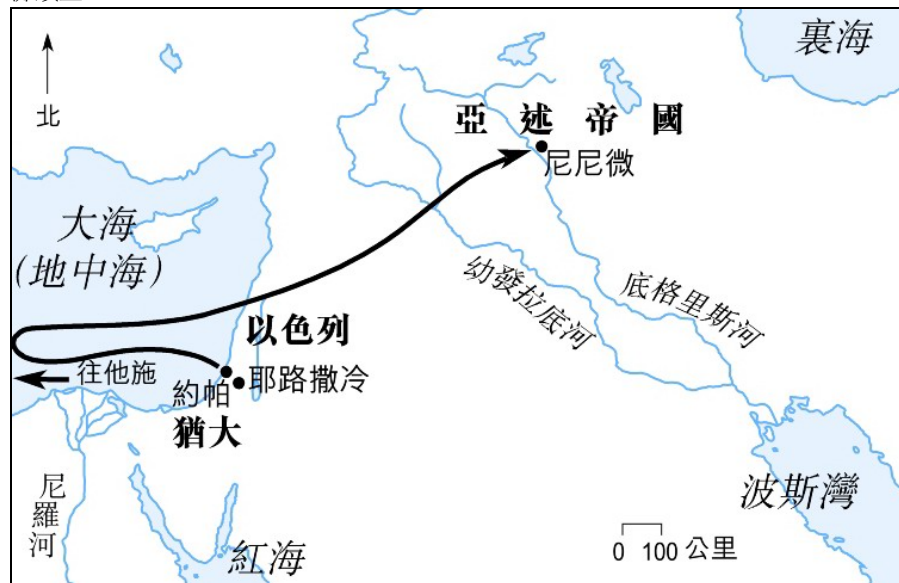 裏海
北
亞述帝國
尼尼微
大海
(地中海)
幼發拉底河
底格里斯河
以色列
往他施
約帕
耶路撒冷
猶大
尼羅河
紅海
波斯灣
0 100 公里